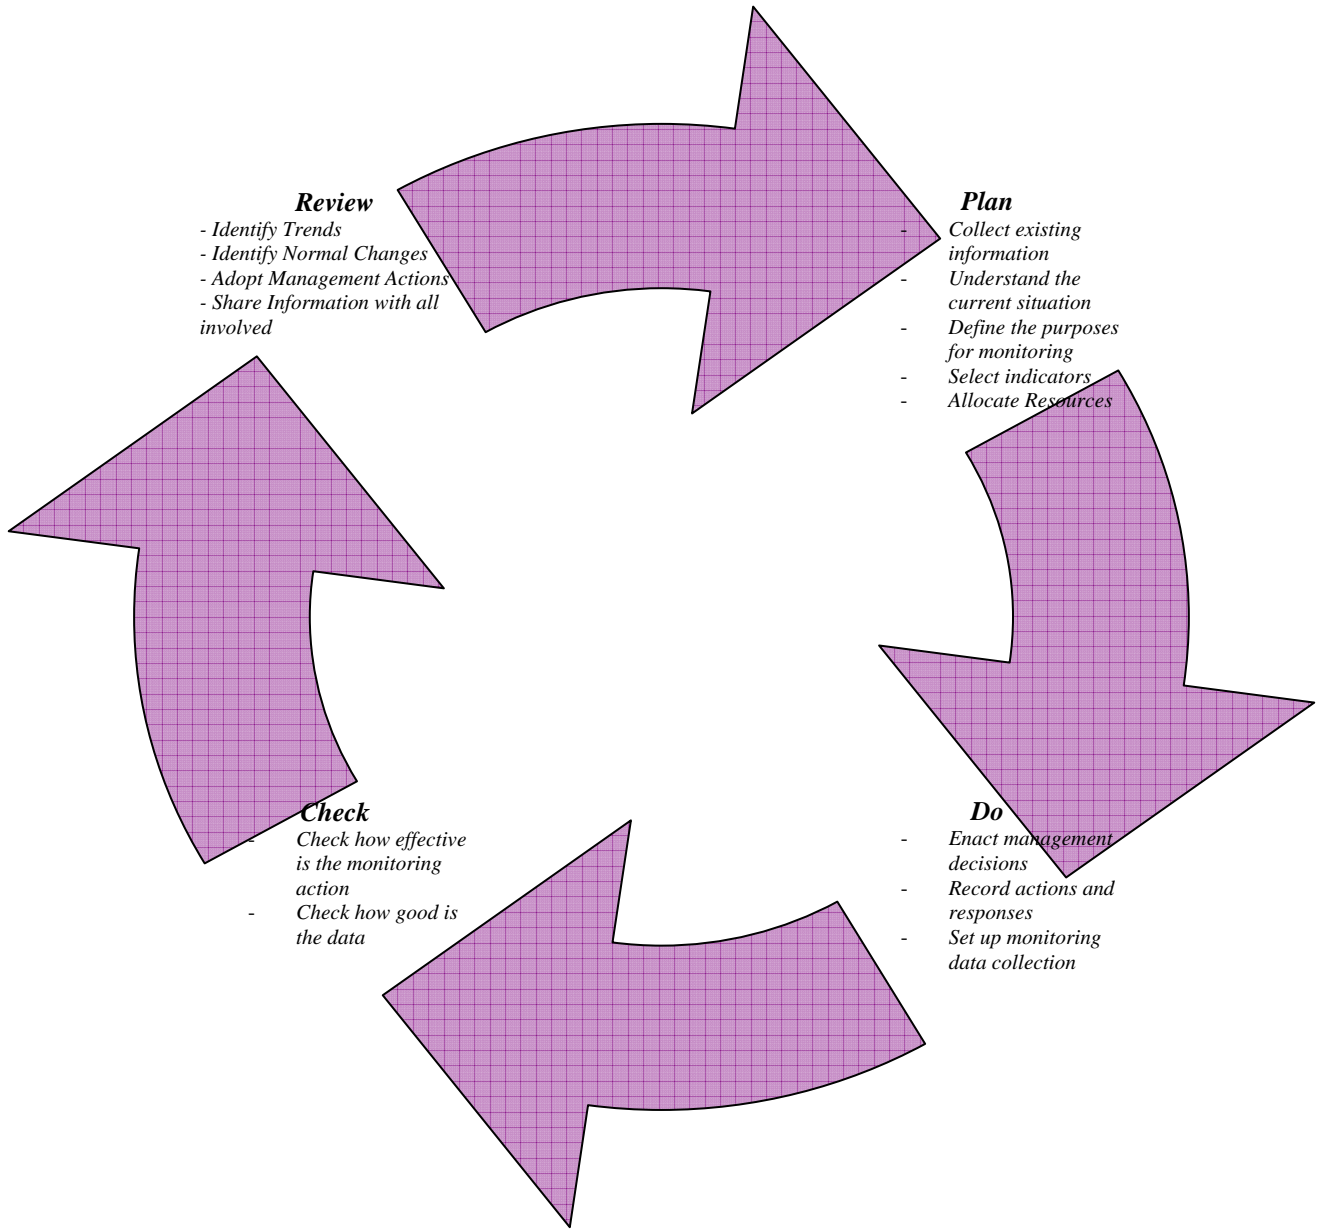 Review
- Identify Trends
- Identify Normal Changes
- Adopt Management Actions
- Share Information with all
involved
Plan
- Collect existing
information
- Understand the
current situation
- Define the purposes
for monitoring
- Select indicators
- Allocate Resources
Check
- Check how effective
is the monitoring
action
- Check how good is
the data
Do
- Enact management
decisions
- Record actions and
responses
- Set up monitoring
data collection